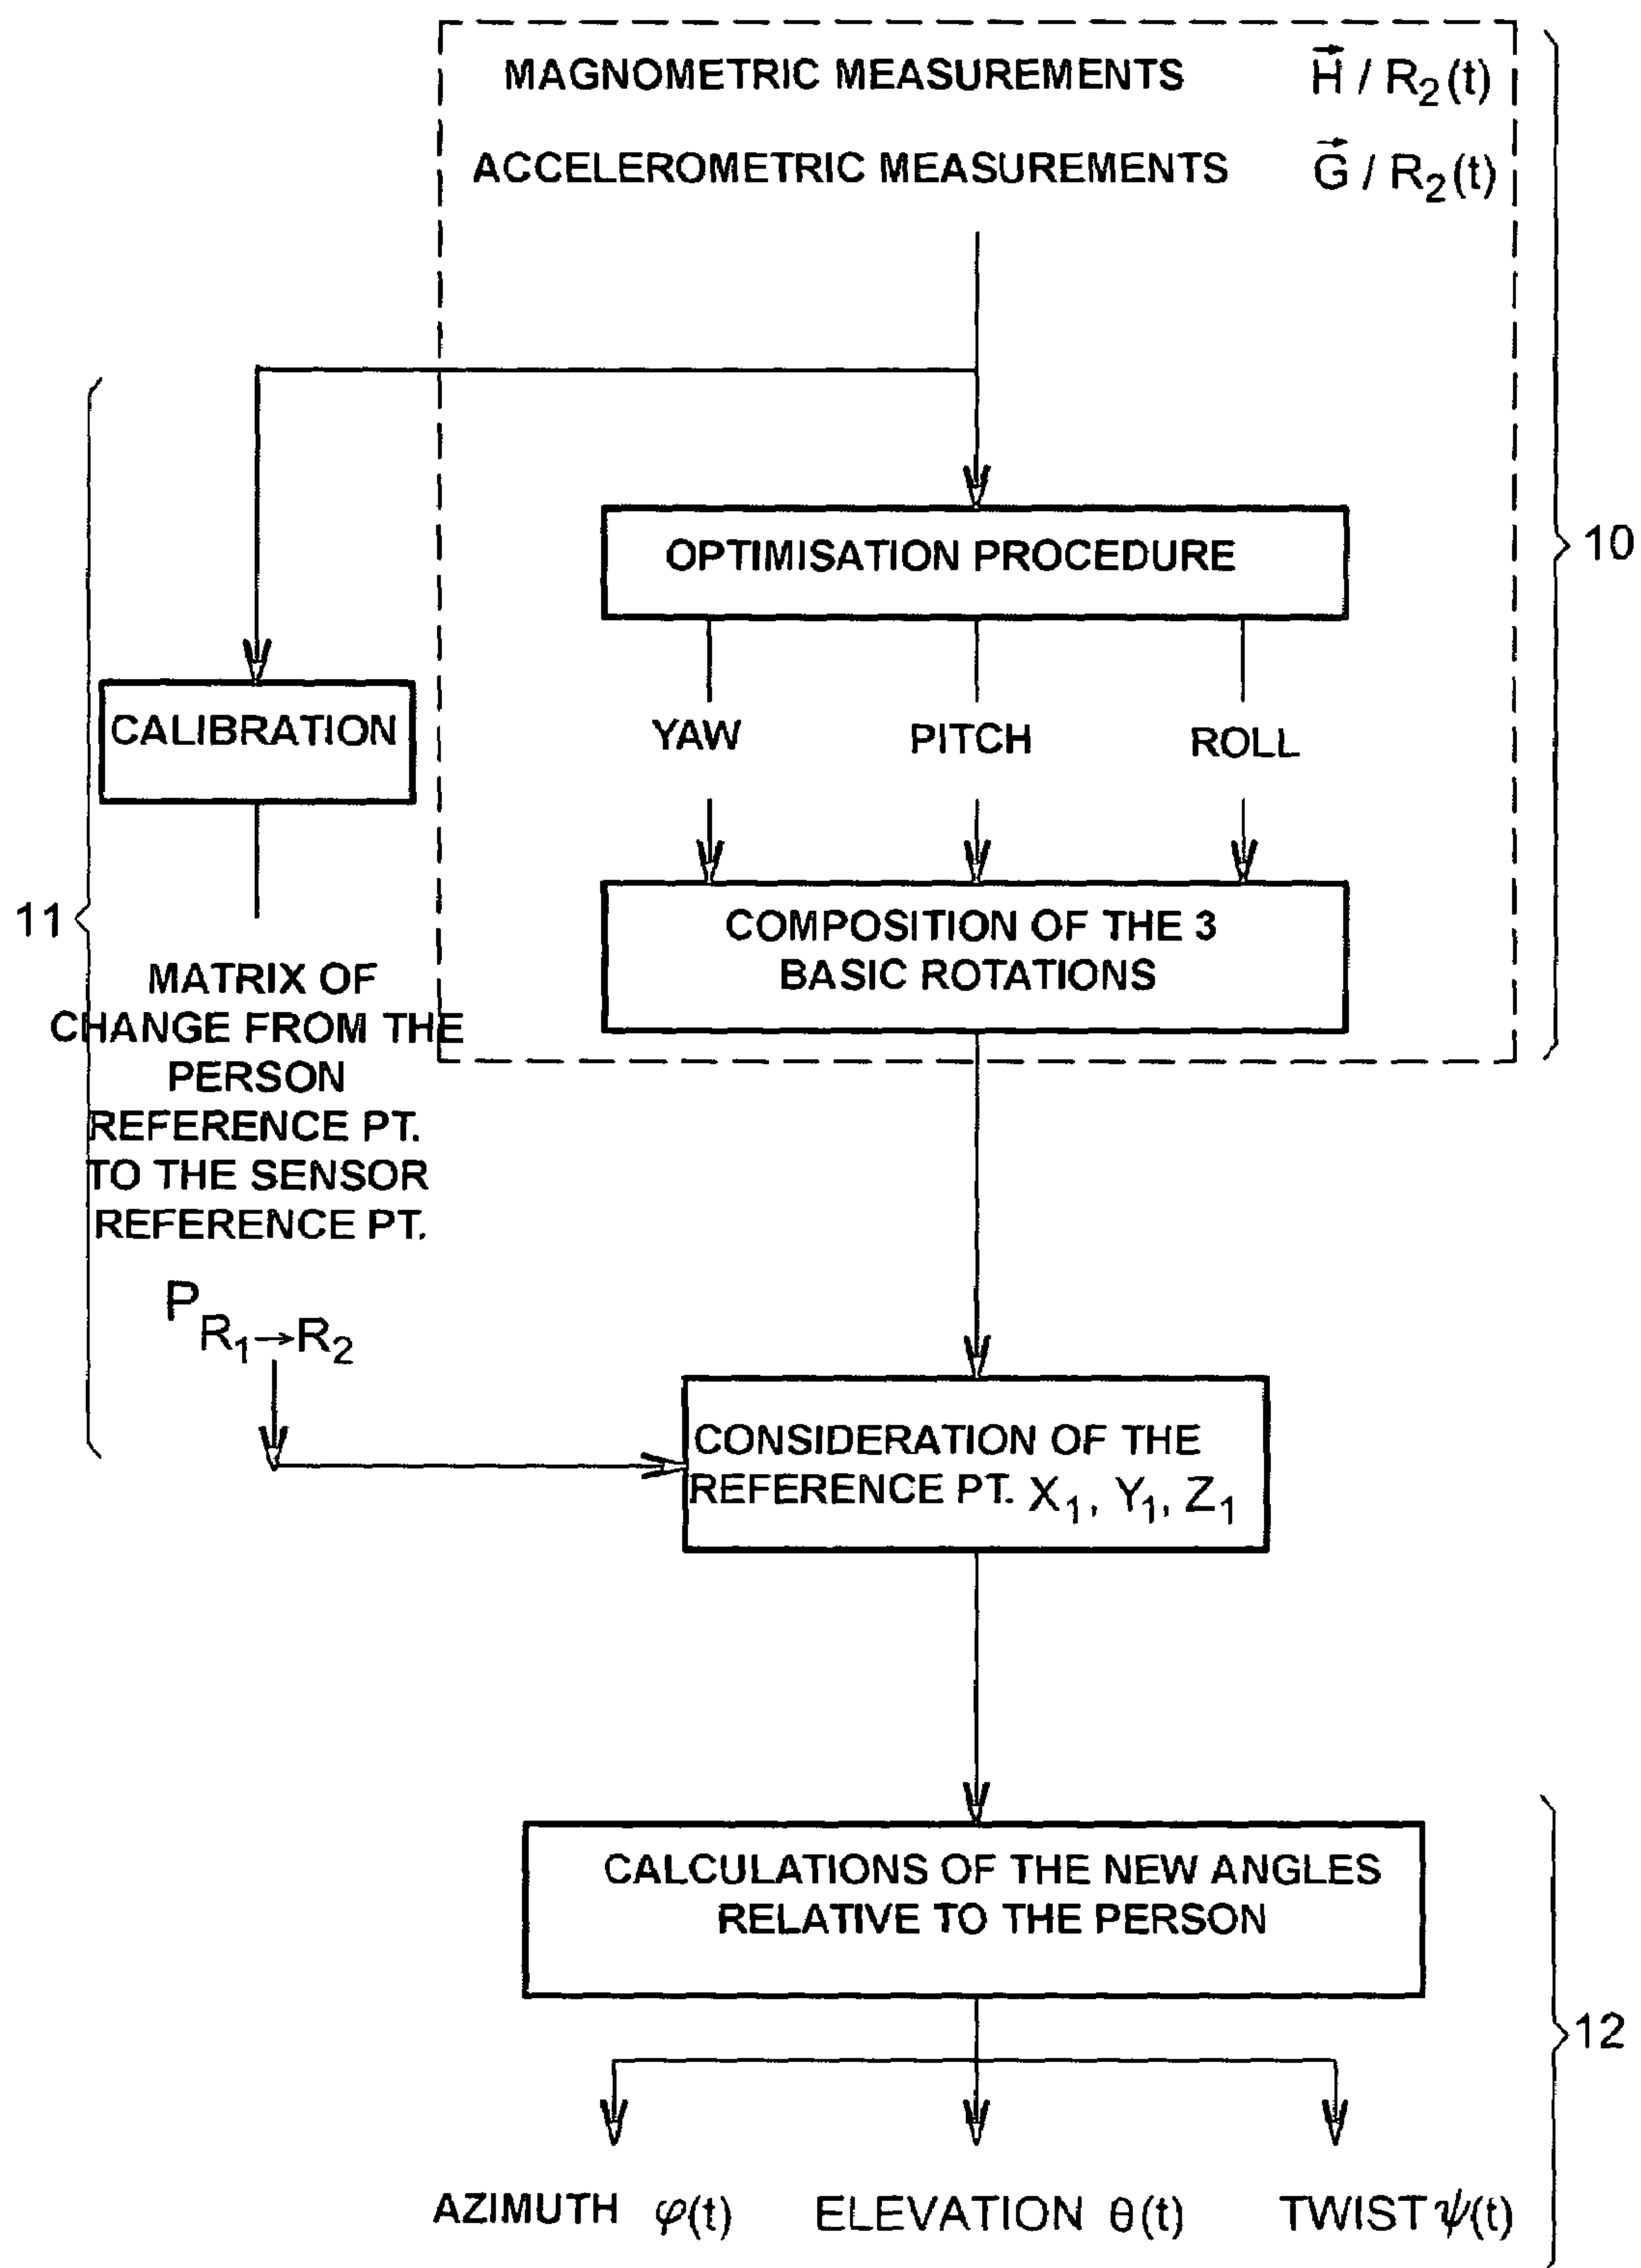 MAGNOMETRIC MEASUREMENTS H⃗ / R₂(t)
ACCELEROMETRIC MEASUREMENTS G⃗ / R₂(t)
OPTIMISATION PROCEDURE
10
CALIBRATION
YAW PITCH ROLL
COMPOSITION OF THE 3
BASIC ROTATIONS
11
MATRIX OF
CHANGE FROM THE
PERSON
REFERENCE PT.
TO THE SENSOR
REFERENCE PT.
P R₁→R₂
CONSIDERATION OF THE
REFERENCE PT. X₁, Y₁, Z₁
CALCULATIONS OF THE NEW ANGLES
RELATIVE TO THE PERSON
12
AZIMUTH φ(t) ELEVATION θ(t) TWIST ψ(t)